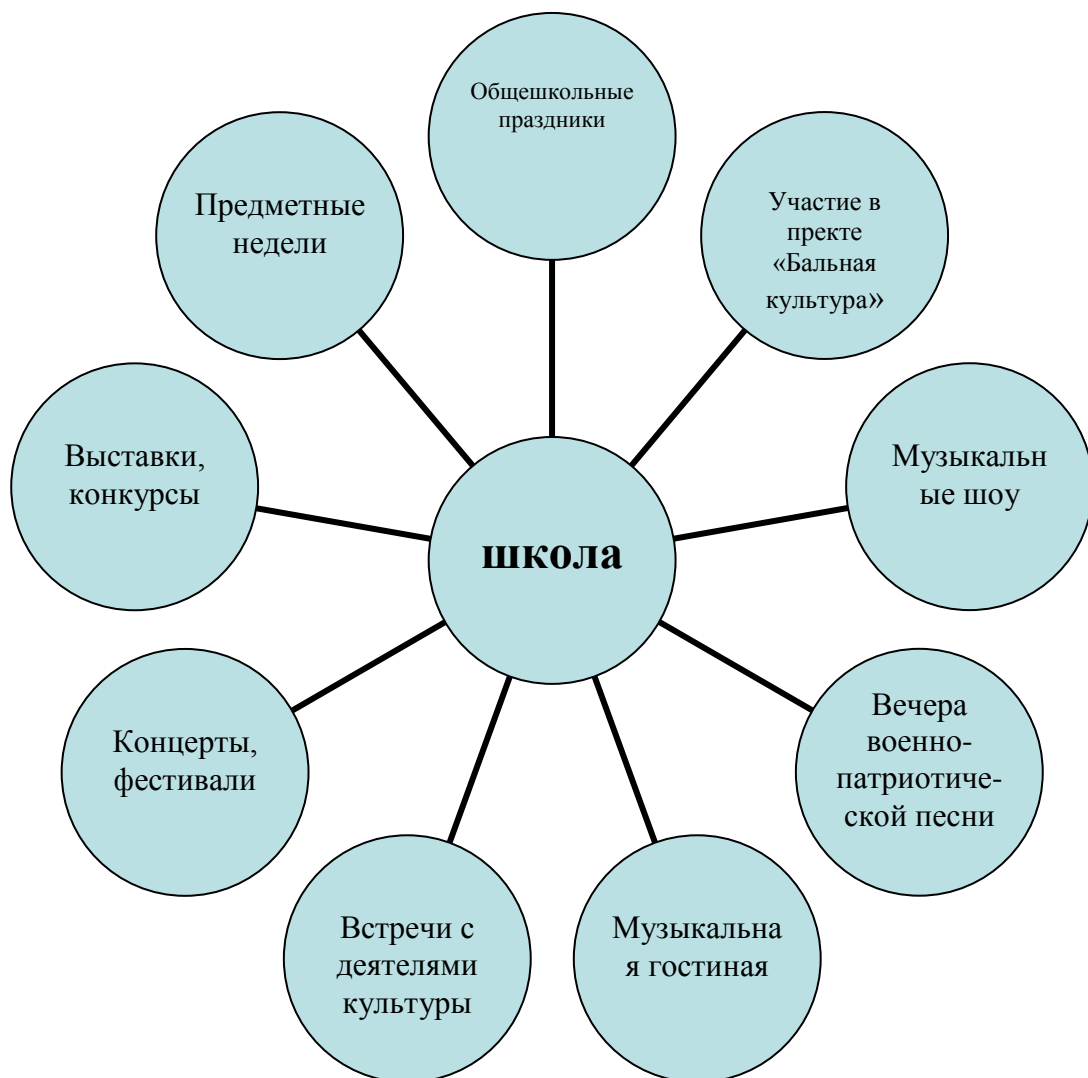 Общешкольные
праздники
Участие в
пректе
«Бальная
культура»
Музыкальн
ые шоу
Вечера
военно-
патриотиче-
ской песни
Музыкальна
я гостиная
Встречи с
деятелями
культуры
Концерты,
фестивали
Выставки,
конкурсы
Предметные
недели
школа